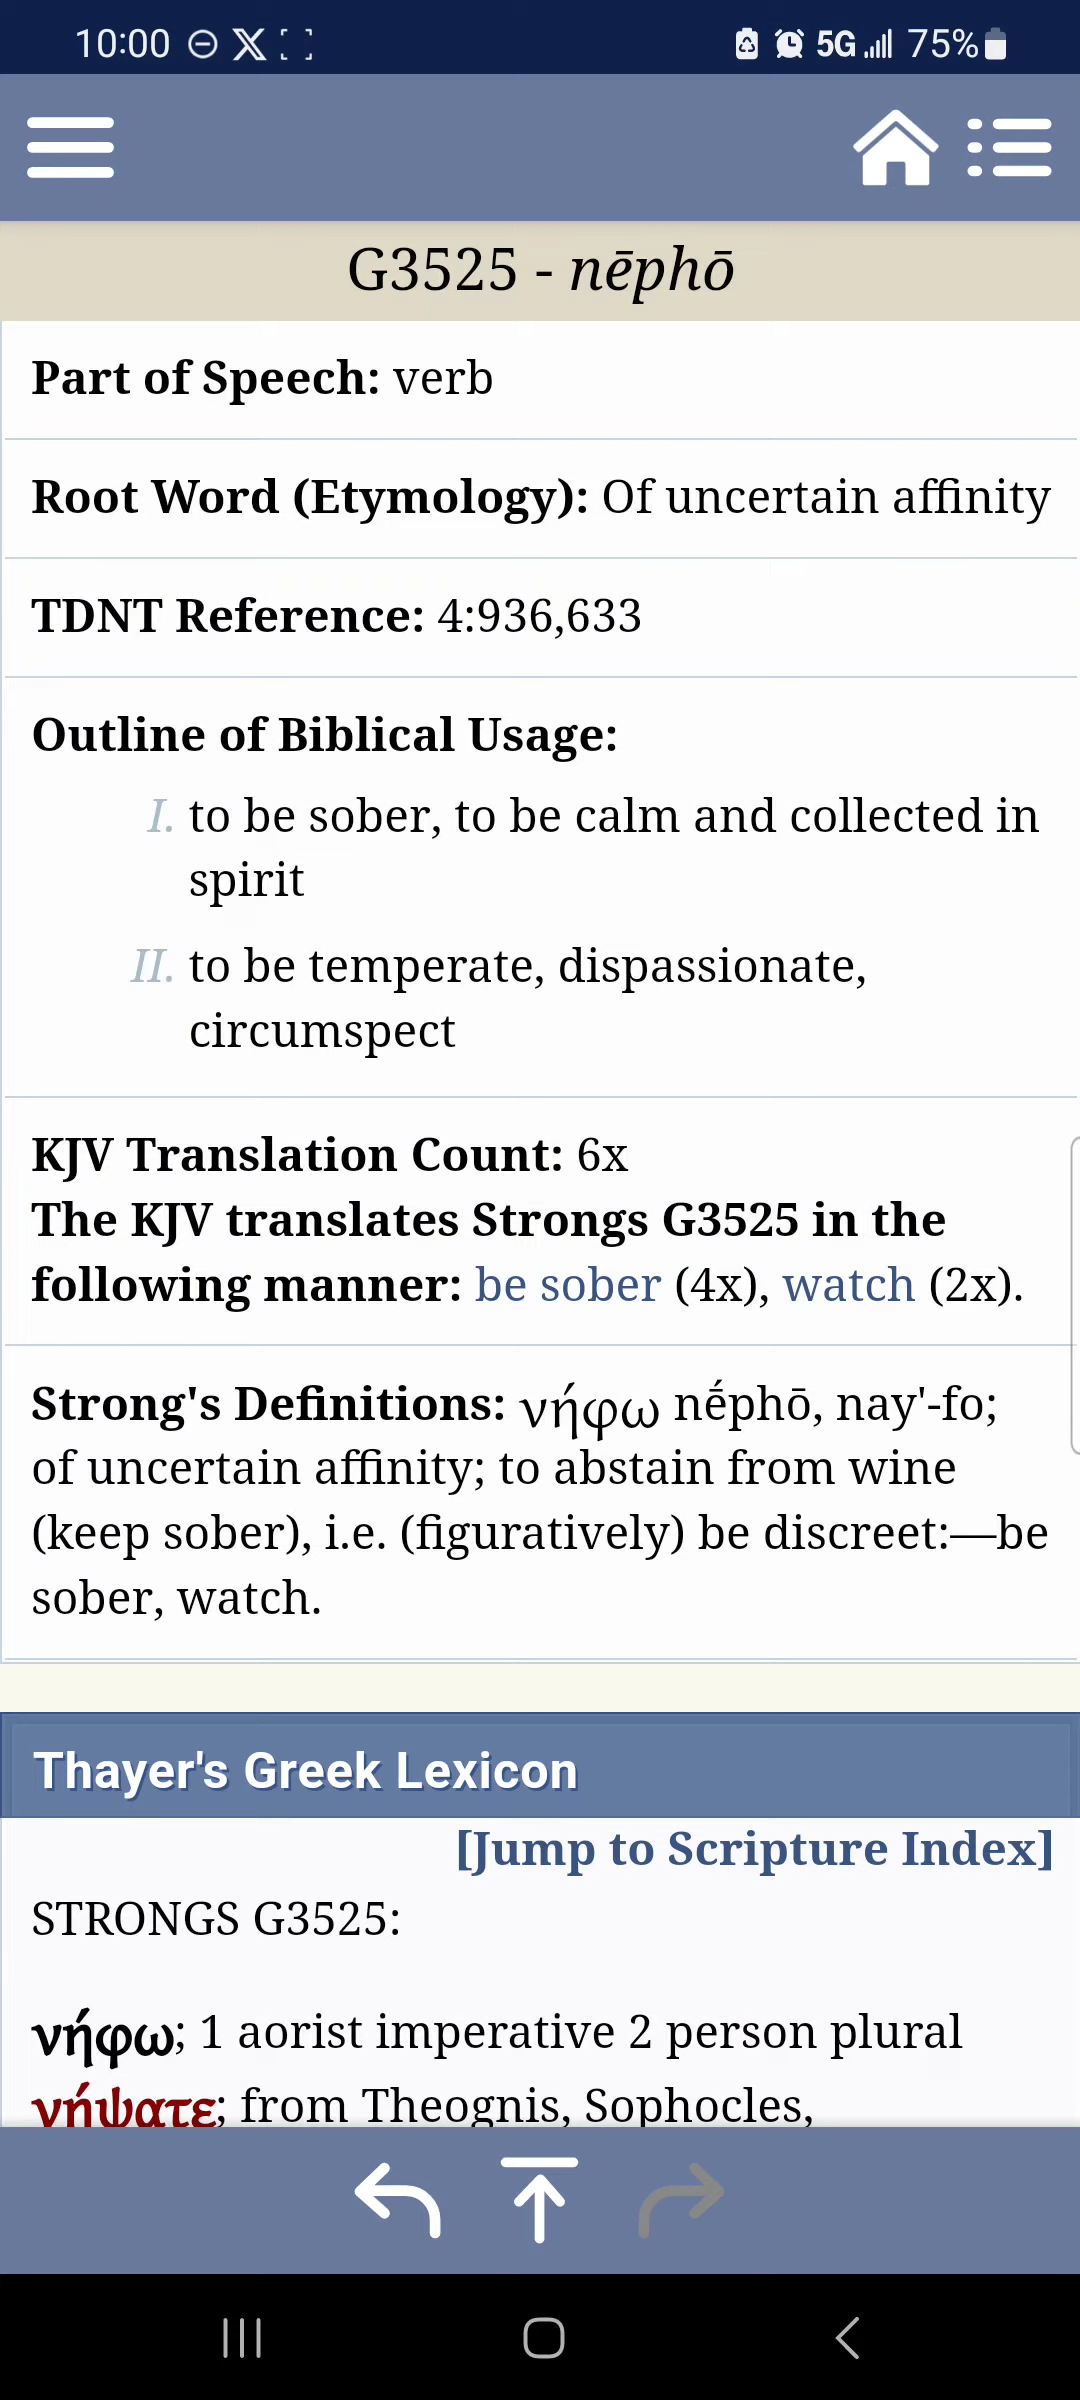 10:00 5G 75%
G3525 - nēphō
Part of Speech: verb
Root Word (Etymology): Of uncertain affinity
TDNT Reference: 4:936,633
Outline of Biblical Usage:
I. to be sober, to be calm and collected in
spirit
II. to be temperate, dispassionate,
circumspect
KJV Translation Count: 6x
The KJV translates Strongs G3525 in the
following manner: be sober (4x), watch (2x).
Strong's Definitions: νήφω nḗphō, nay'-fo;
of uncertain affinity; to abstain from wine
(keep sober), i.e. (figuratively) be discreet:—be
sober, watch.
Thayer's Greek Lexicon
[Jump to Scripture Index]
STRONGS G3525:
νήφω; 1 aorist imperative 2 person plural
νήψατε; from Theognis, Sophocles,